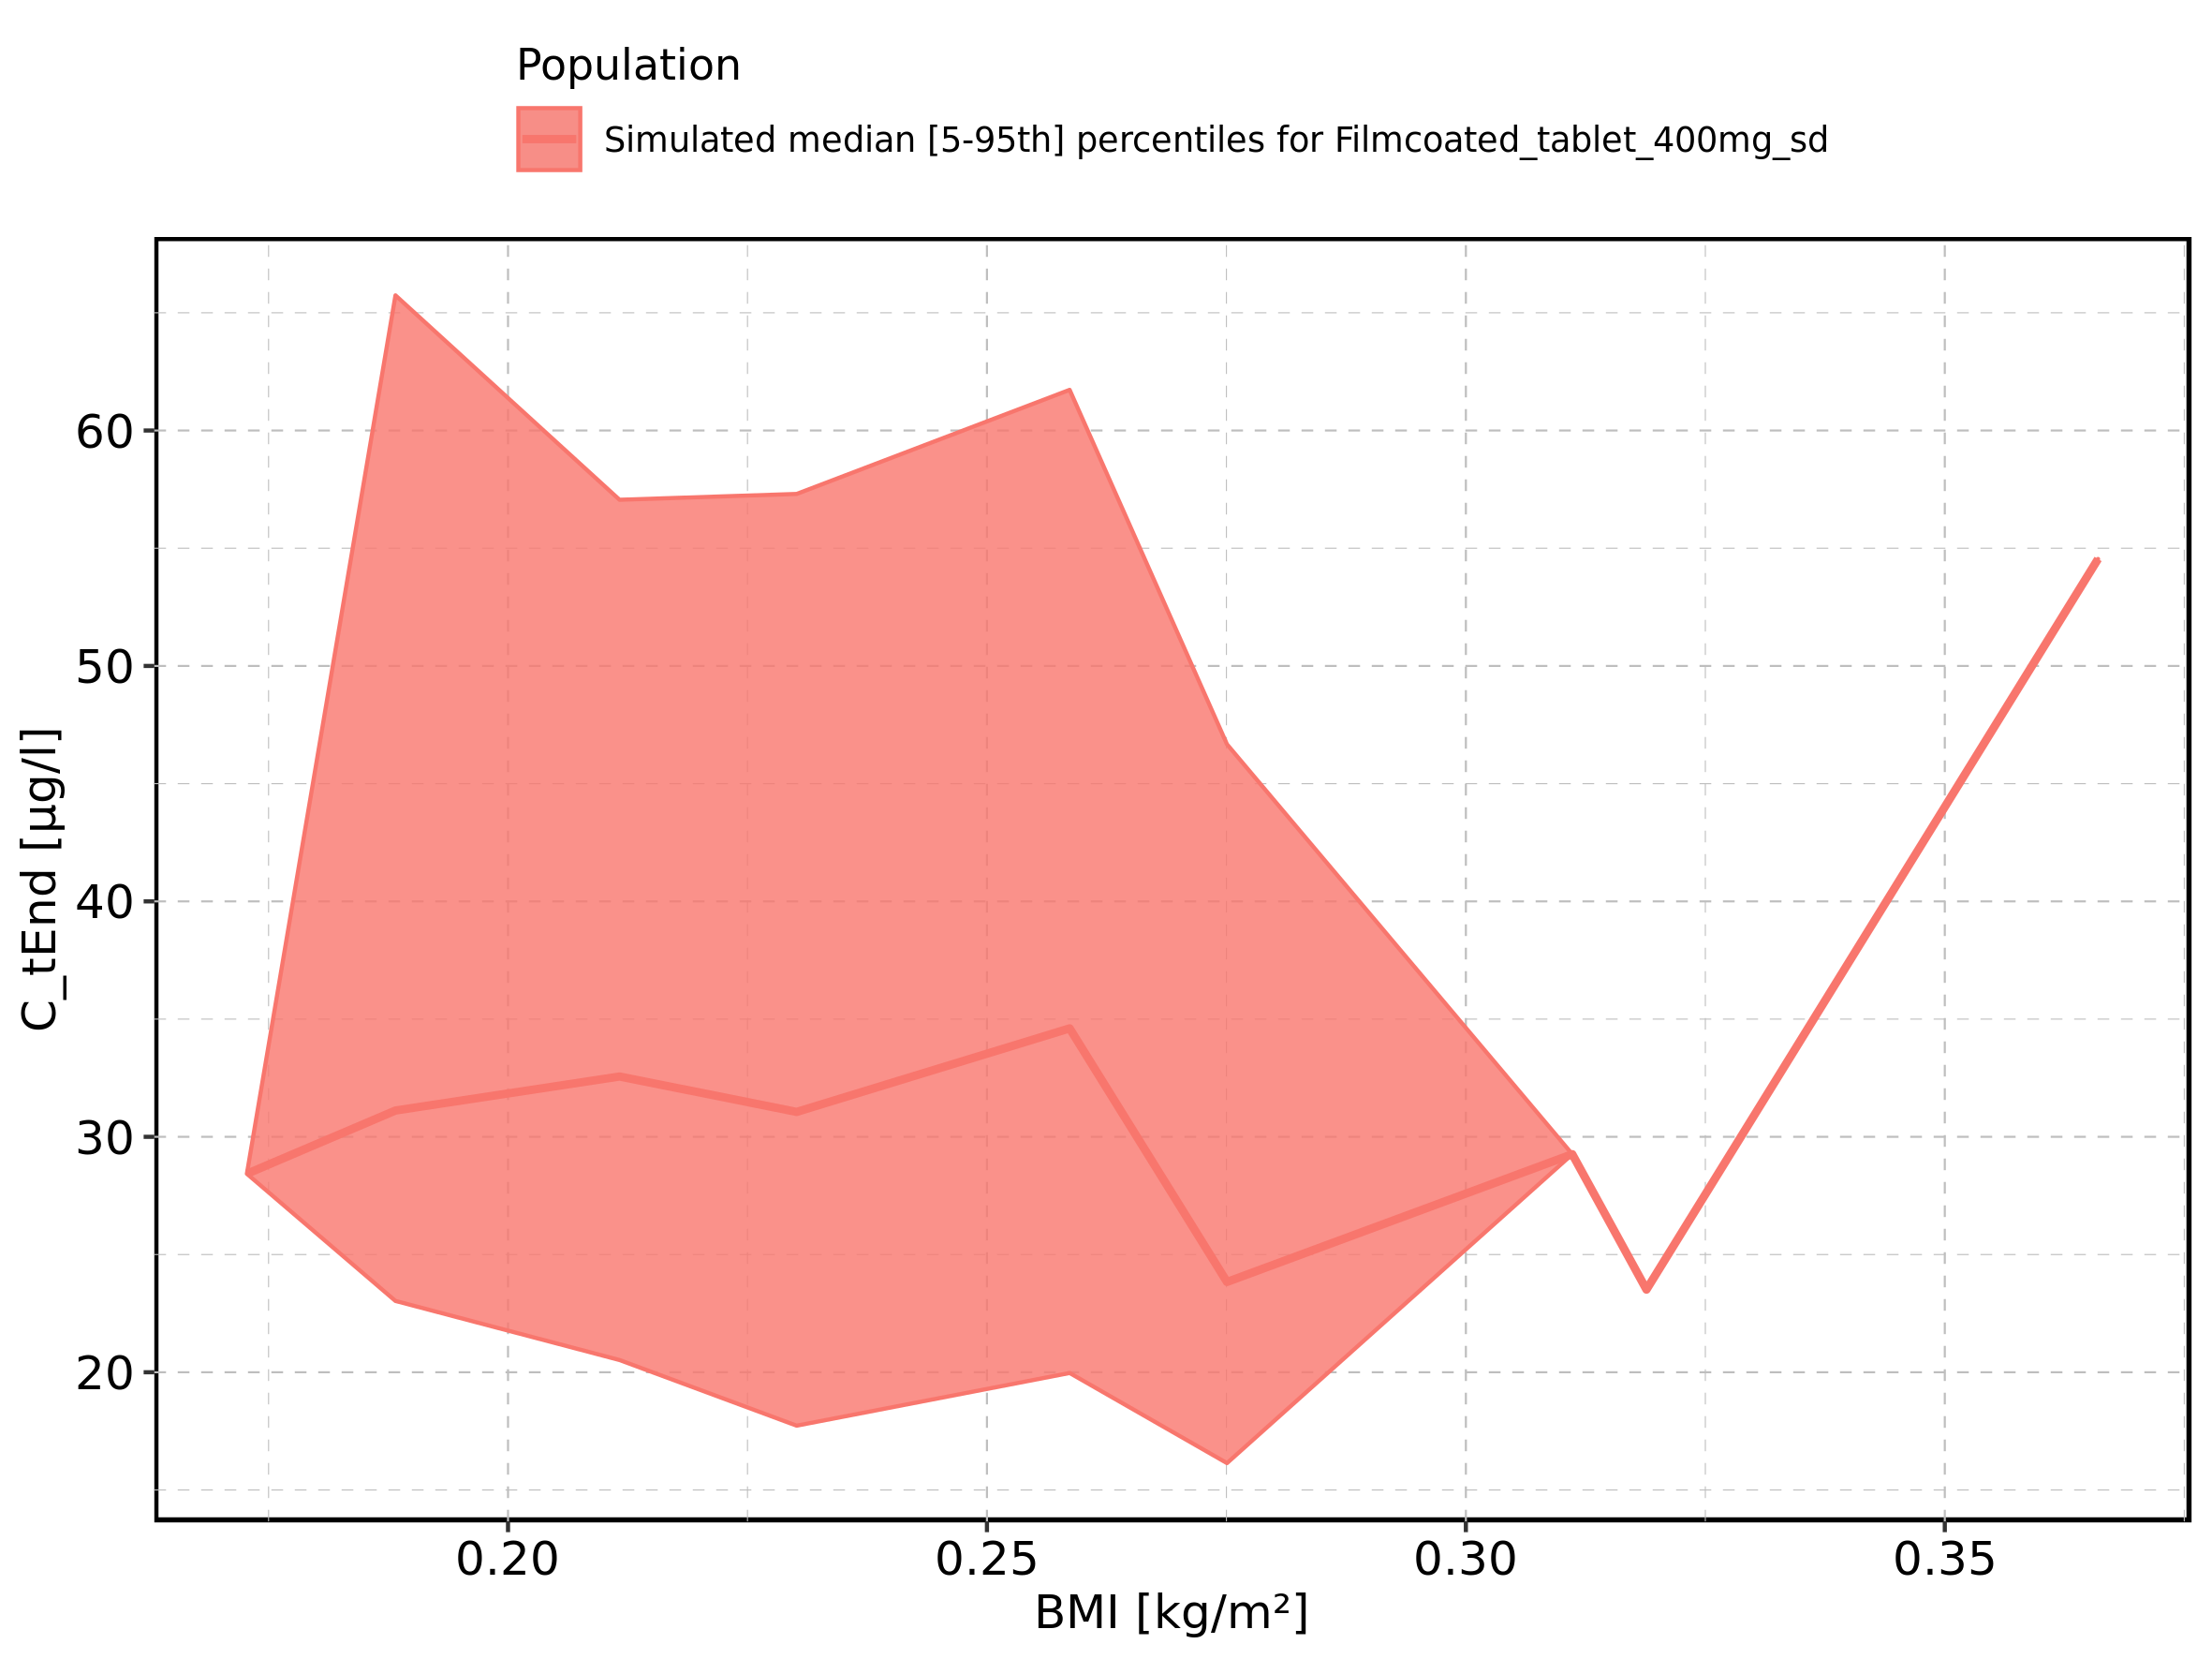 Population
Simulated median [5-95th] percentiles for Filmcoated_tablet_400mg_sd
60
50
40
30
20
C_tEnd [µg/l]
0.20 0.25 0.30 0.35
BMI [kg/m²]